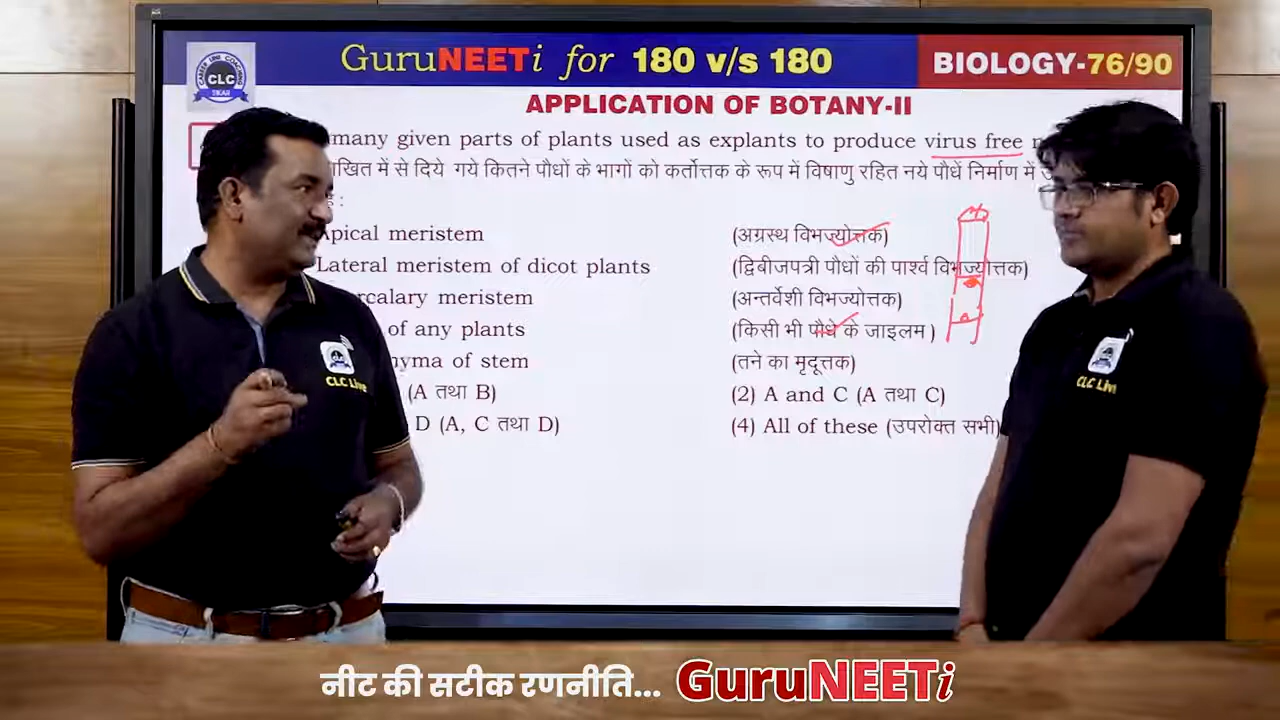 GuruNEETi for 180 v/s 180
BIOLOGY-76/90
CLC
SIKAR
APPLICATION OF BOTANY-II
many given parts of plants used as explants to produce virus free
में से दिये गये कितने पौधों के भागों को कर्तोत्तक के रूप में विषाणु रहित नये पौधें निर्माण में
Apical meristem (अग्रस्थ विभज्योत्तक)
Lateral meristem of dicot plants (द्विबीजपत्री पौधों की पार्श्व विभज्योत्तक)
meristem (अन्तर्वेशी विभज्योत्तक)
of any plants (किसी भी पौधे के जाइलम)
of stem (तने का मृदूत्तक)
(A तथा B) (2) A and C (A तथा C)
D (A, C तथा D) (4) All of these (उपरोक्त सभी)
CLC Live
CLC Live
नीट की सटीक रणनीति... GuruNEETi